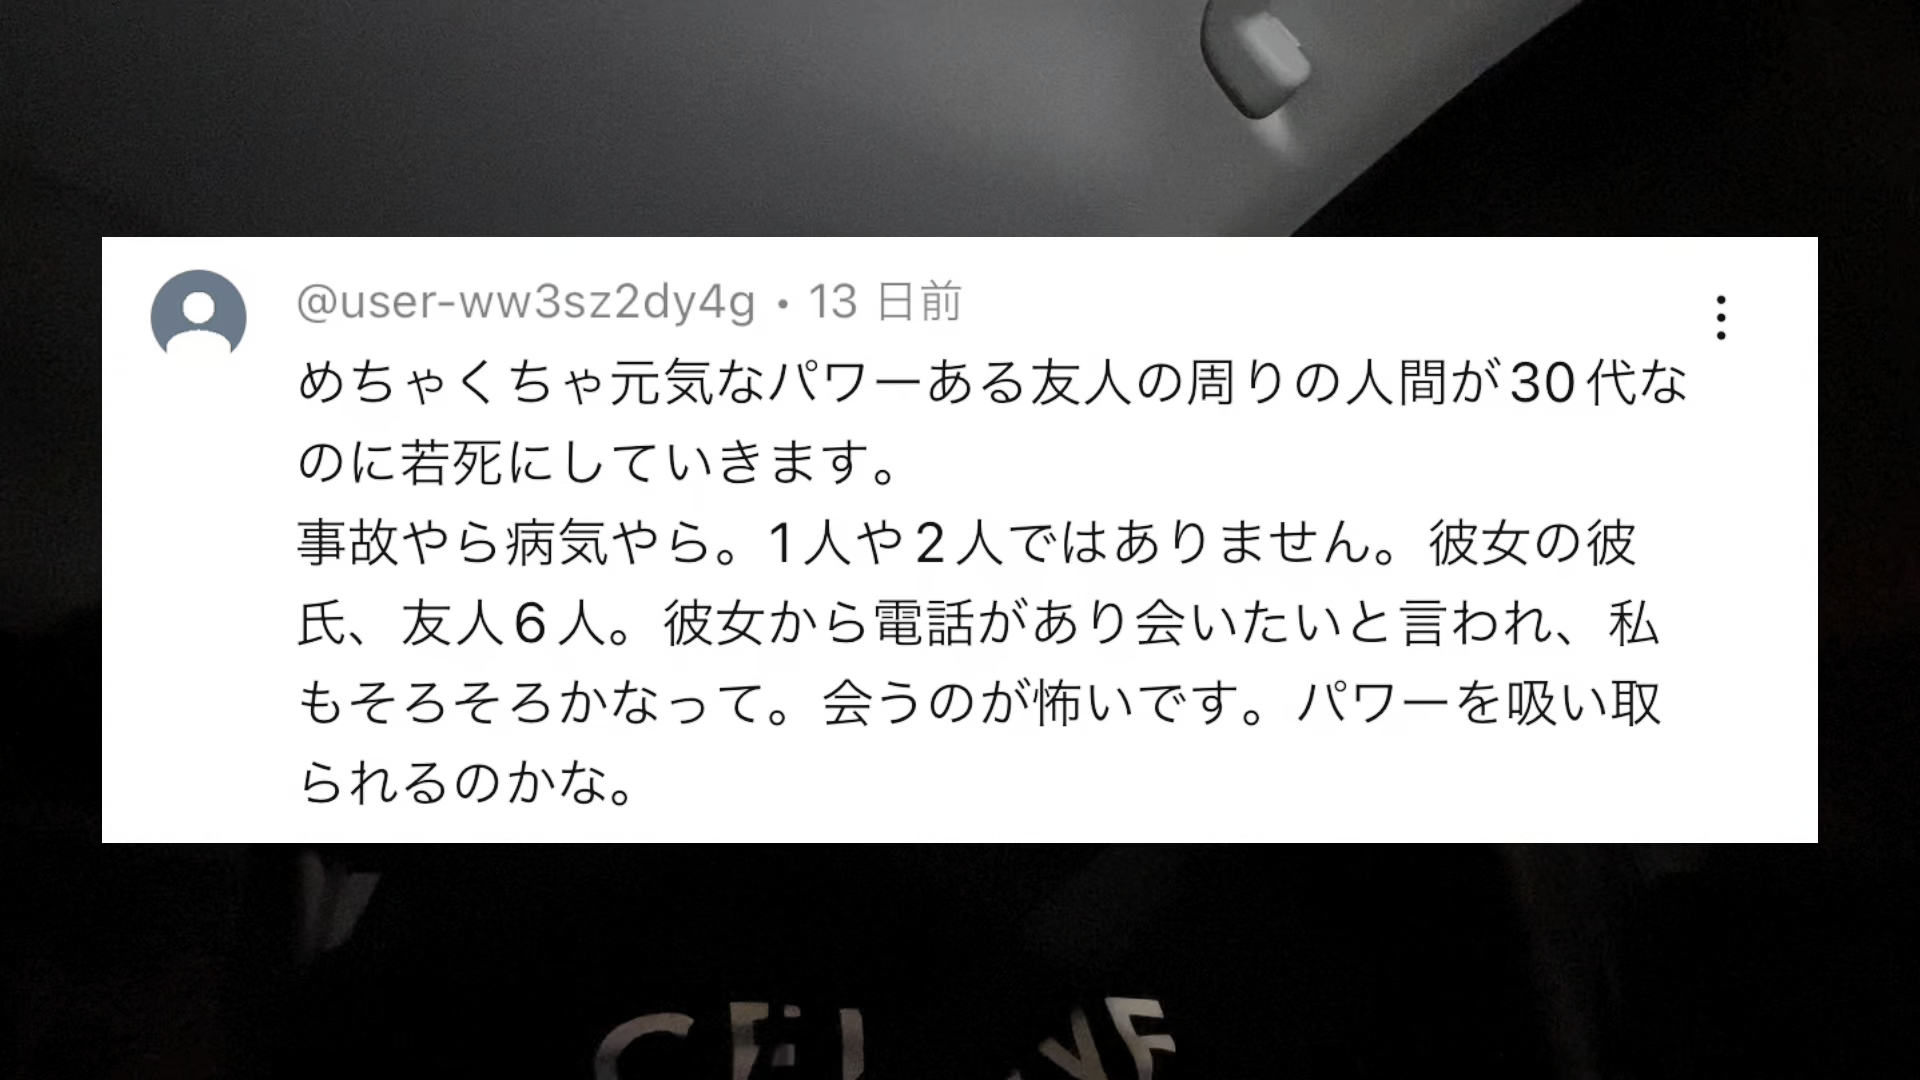 @user-ww3sz2dy4g • 13 日前
めちゃくちゃ元気なパワーある友人の周りの人間が30代な
のに若死にしていきます。
事故やら病気やら。1人や2人ではありません。彼女の彼
氏、友人6人。彼女から電話があり会いたいと言われ、私
もそろそろかなって。会うのが怖いです。パワーを吸い取
られるのかな。